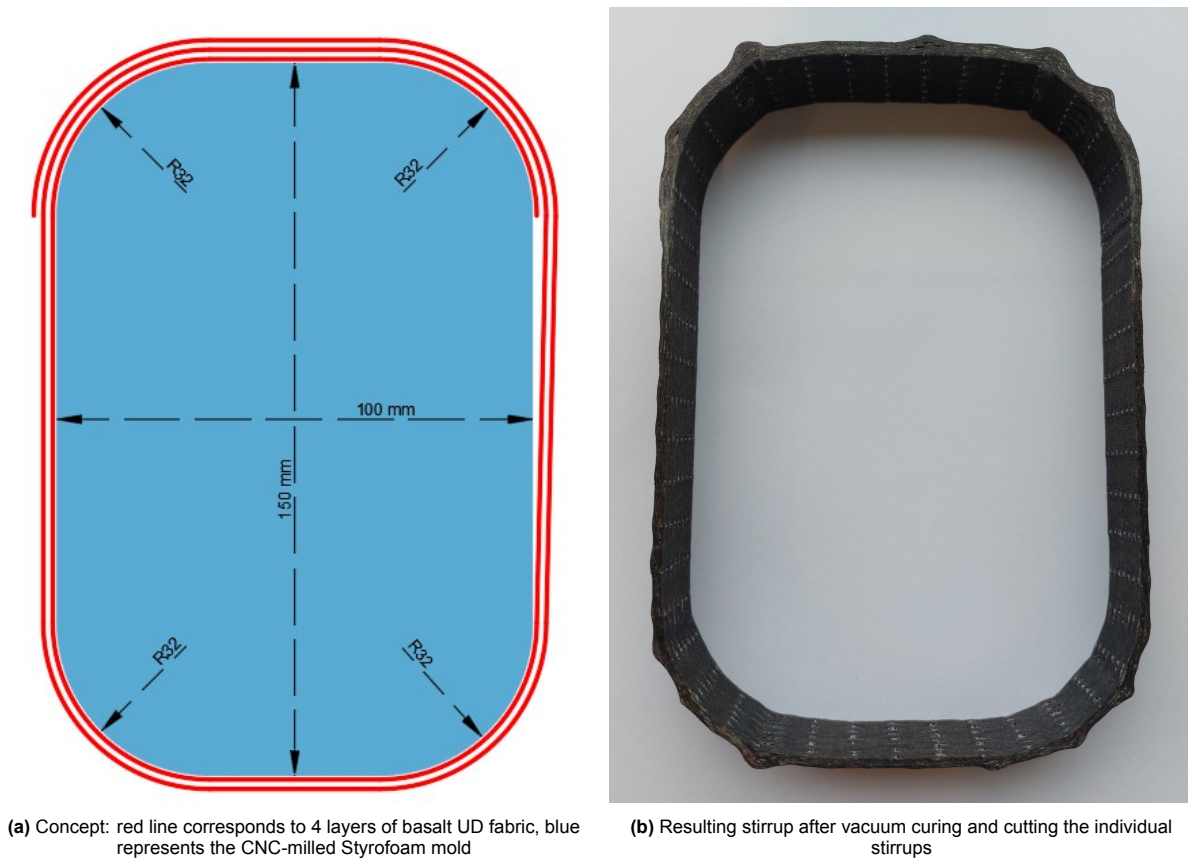 R32
R32
100 mm
150 mm
R32
R32
(a) Concept: red line corresponds to 4 layers of basalt UD fabric, blue
represents the CNC-milled Styrofoam mold
(b) Resulting stirrup after vacuum curing and cutting the individual
stirrups